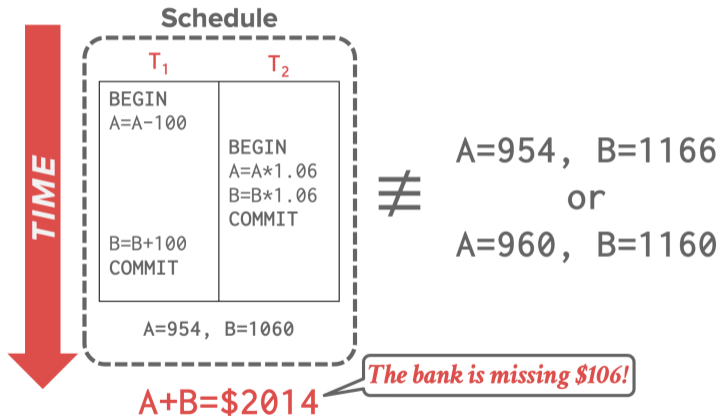 Schedule
TIME
T1
T2
BEGIN
A=A-100
BEGIN
A=A*1.06
B=B*1.06
COMMIT
B=B+100
COMMIT
A=954, B=1060
≢
A=954, B=1166
or
A=960, B=1160
The bank is missing $106!
A+B=$2014